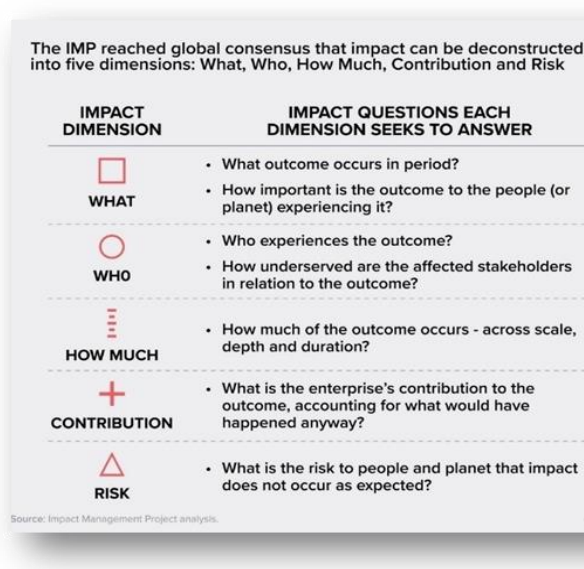 The IMP reached global consensus that impact can be deconstructed
into five dimensions: What, Who, How Much, Contribution and Risk
IMPACT
DIMENSION
IMPACT QUESTIONS EACH
DIMENSION SEEKS TO ANSWER
WHAT
• What outcome occurs in period?
• How important is the outcome to the people (or
planet) experiencing it?
WHO
• Who experiences the outcome?
• How underserved are the affected stakeholders
in relation to the outcome?
HOW MUCH
• How much of the outcome occurs - across scale,
depth and duration?
CONTRIBUTION
• What is the enterprise's contribution to the
outcome, accounting for what would have
happened anyway?
RISK
• What is the risk to people and planet that impact
does not occur as expected?
Source: Impact Management Project analysis.